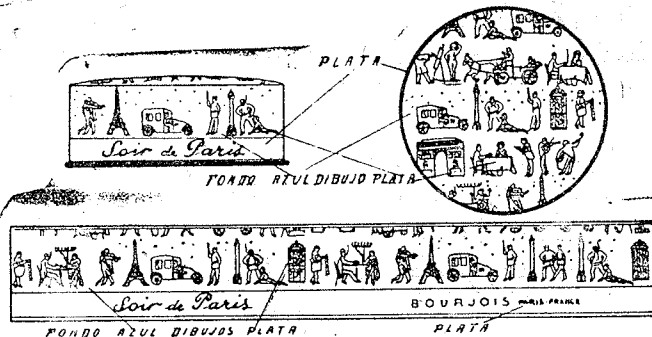 PLATA
Soir de Paris
FONDO AZUL DIBUJO PLATA
Soir de Paris
BOURJOIS PARIS-FRANCE
FONDO AZUL DIBUJOS PLATA
PLATA